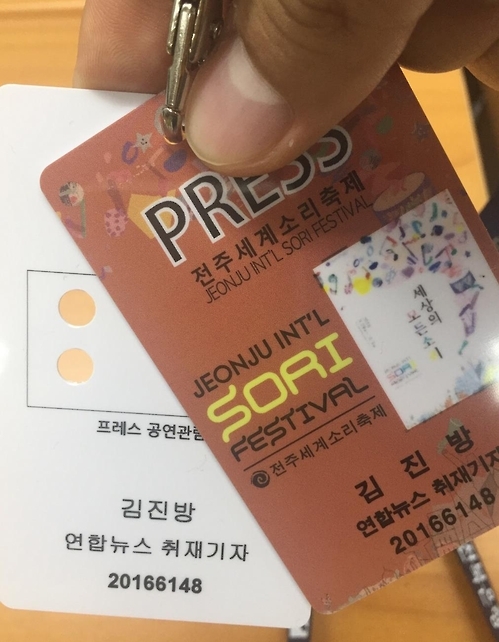 PRESS
전주세계소리축제
JEONJU INT'L SORI FESTIVAL
세상의
모든소리
JEONJU INT'L
SORI
FESTIVAL
전주세계소리축제
김 진 방
연합뉴스 취재기자
20166148
프레스 공연관람
김진방
연합뉴스 취재기자
20166148